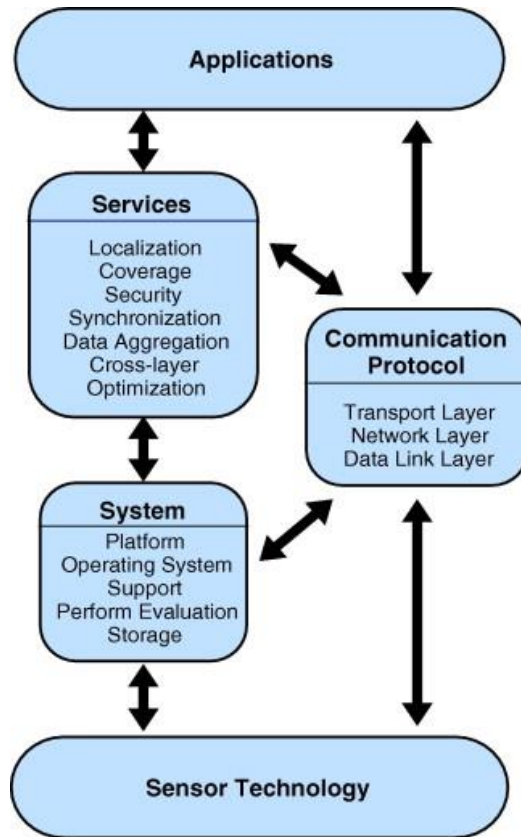 Applications
Services
Localization
Coverage
Security
Synchronization
Data Aggregation
Cross-layer
Optimization
Communication
Protocol
Transport Layer
Network Layer
Data Link Layer
System
Platform
Operating System
Support
Perform Evaluation
Storage
Sensor Technology